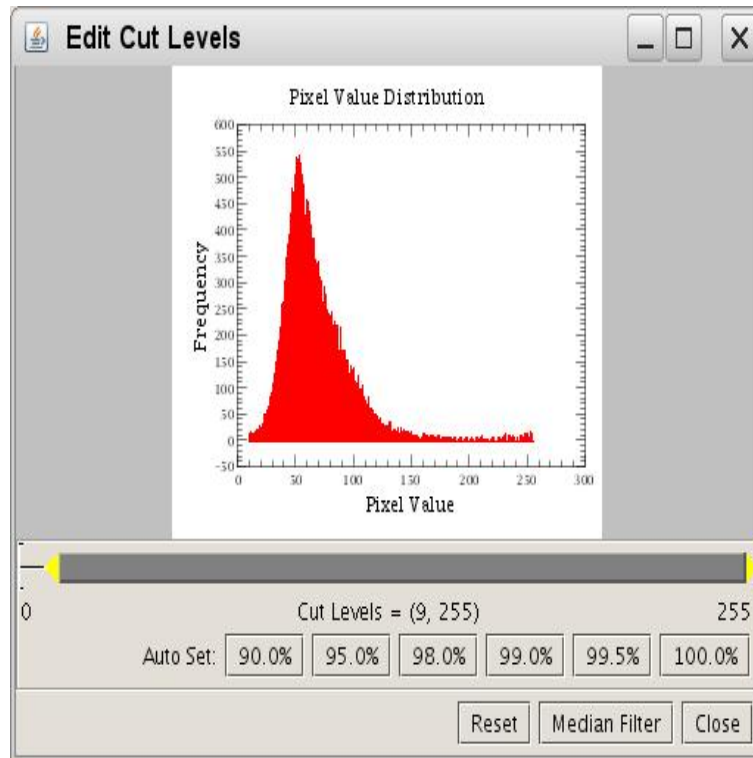 Edit Cut Levels
Pixel Value Distribution
600
550
500
450
400
350
300
250
200
150
100
50
0
-50
Frequency
0 50 100 150 200 250 300
Pixel Value
0 Cut Levels = (9, 255) 255
Auto Set: 90.0% 95.0% 98.0% 99.0% 99.5% 100.0%
Reset Median Filter Close